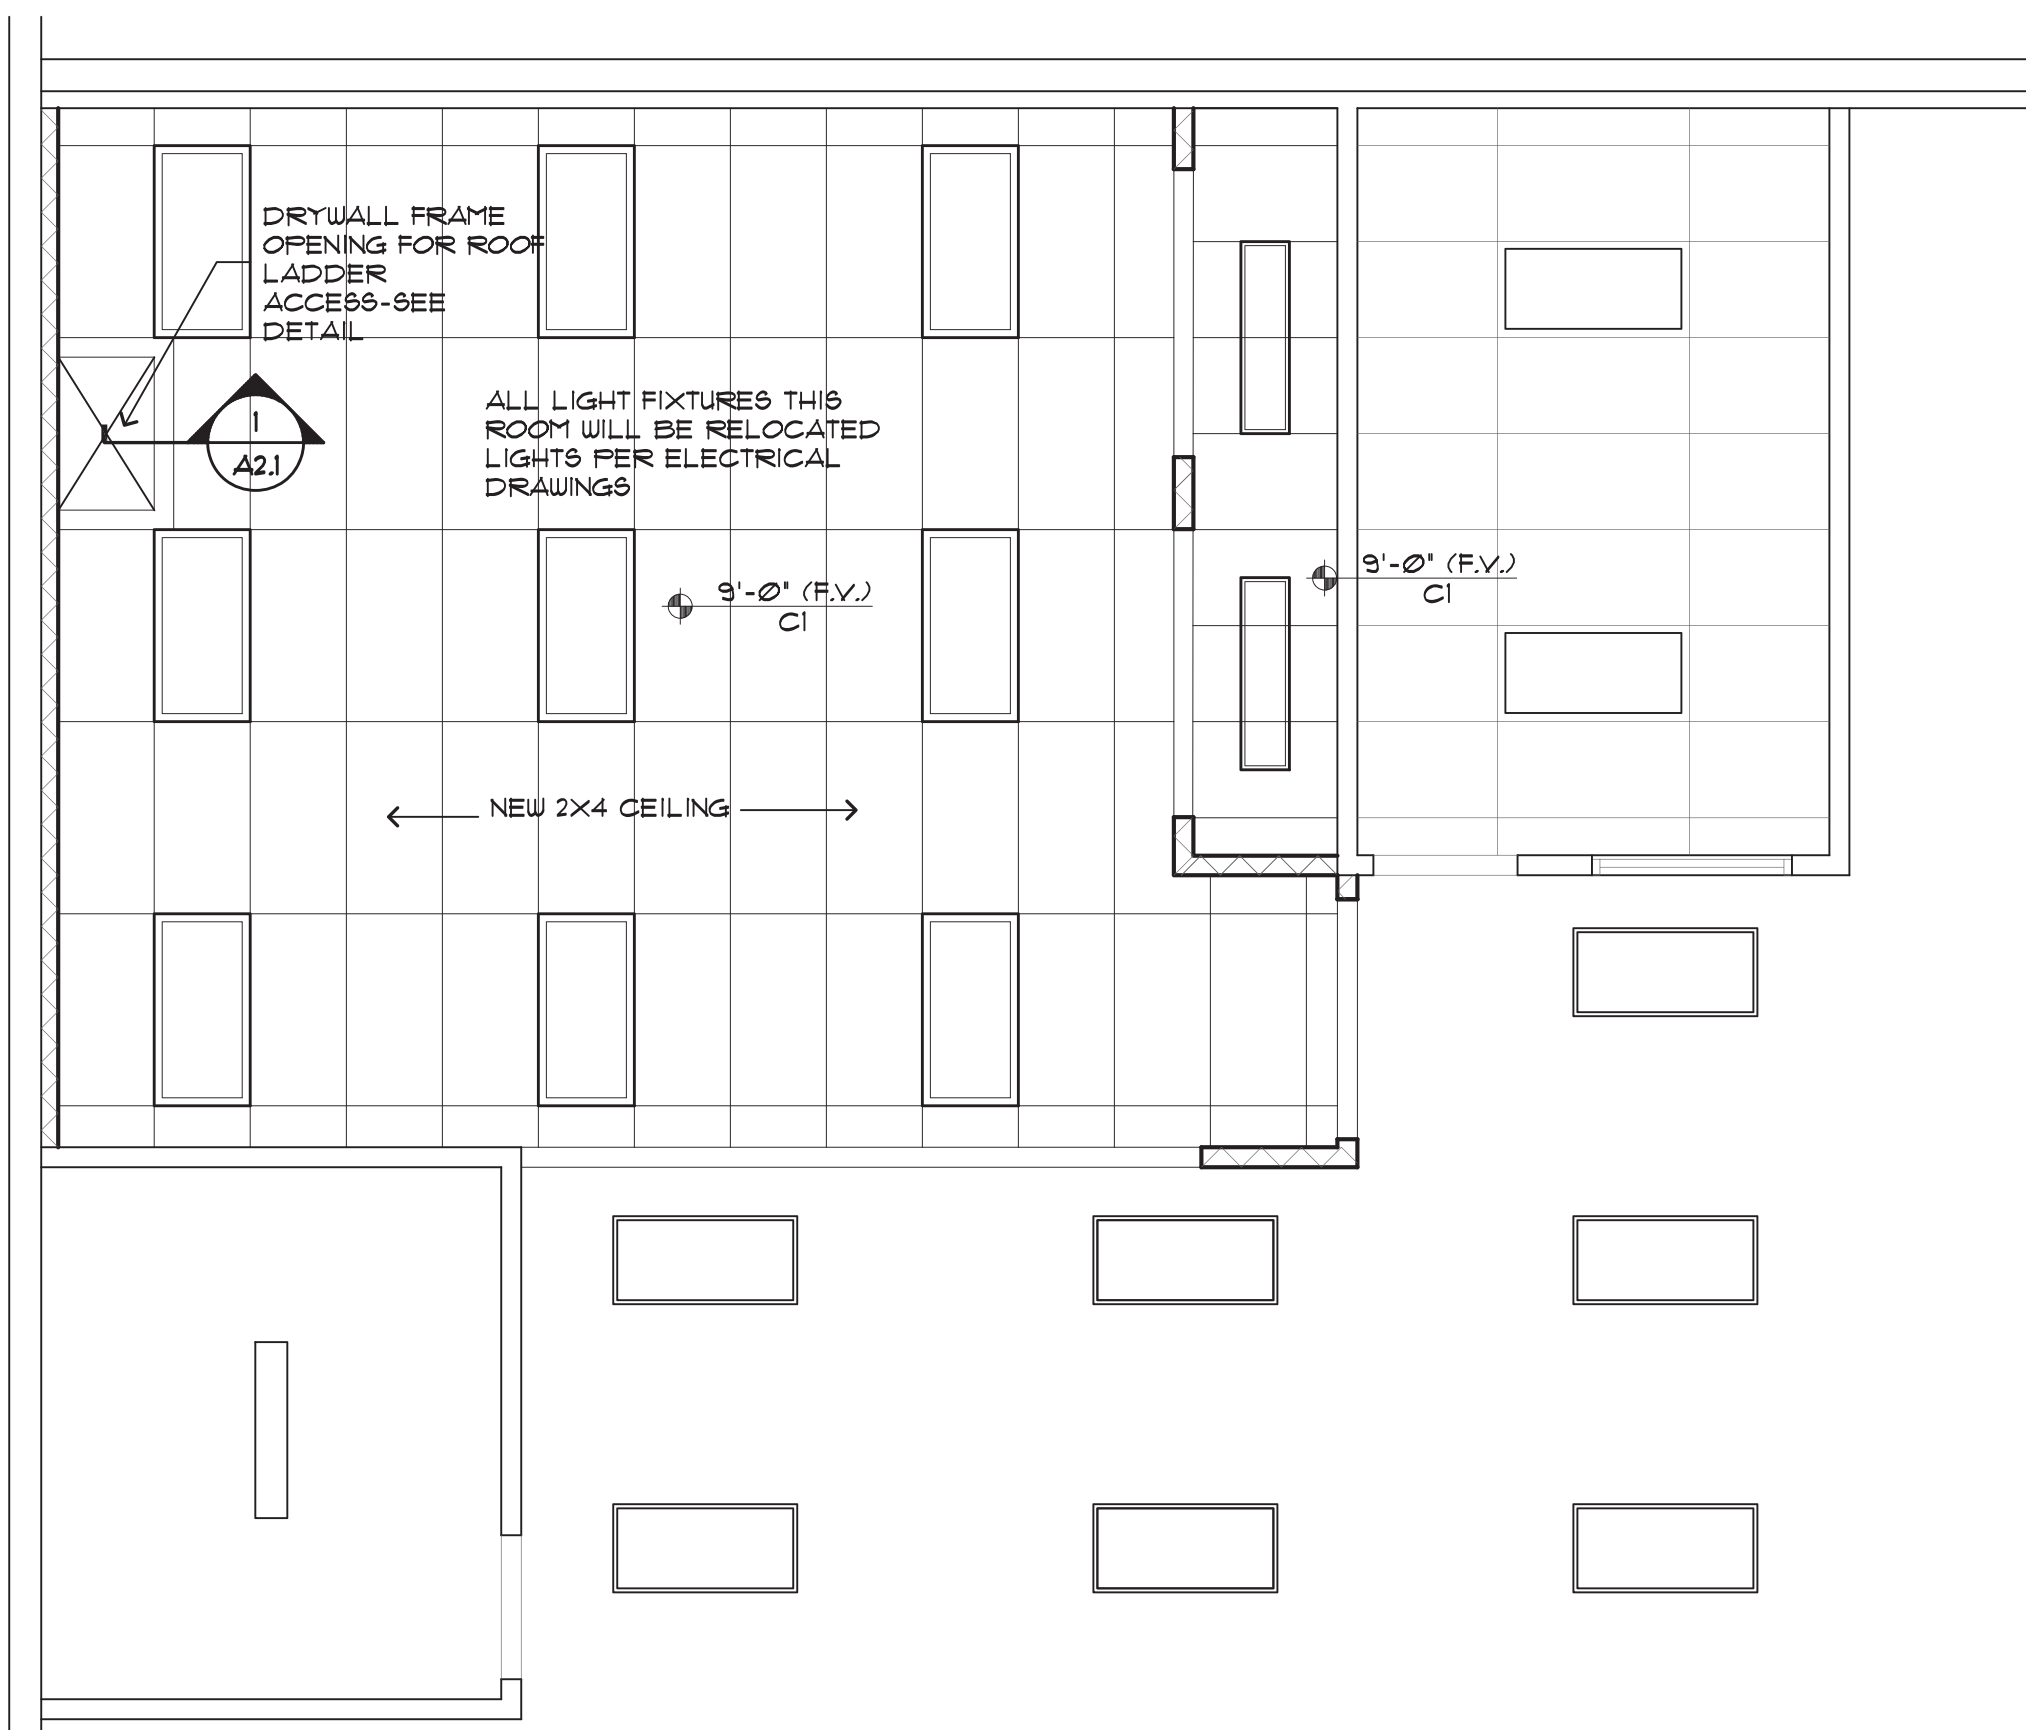 DRYWALL FRAME
OPENING FOR ROOF
LADDER
ACCESS-SEE
DETAIL
1
A2.1
ALL LIGHT FIXTURES THIS
ROOM WILL BE RELOCATED
LIGHTS PER ELECTRICAL
DRAWINGS
9'-0" (F.V.)
C1
9'-0" (F.V.)
C1
NEW 2X4 CEILING